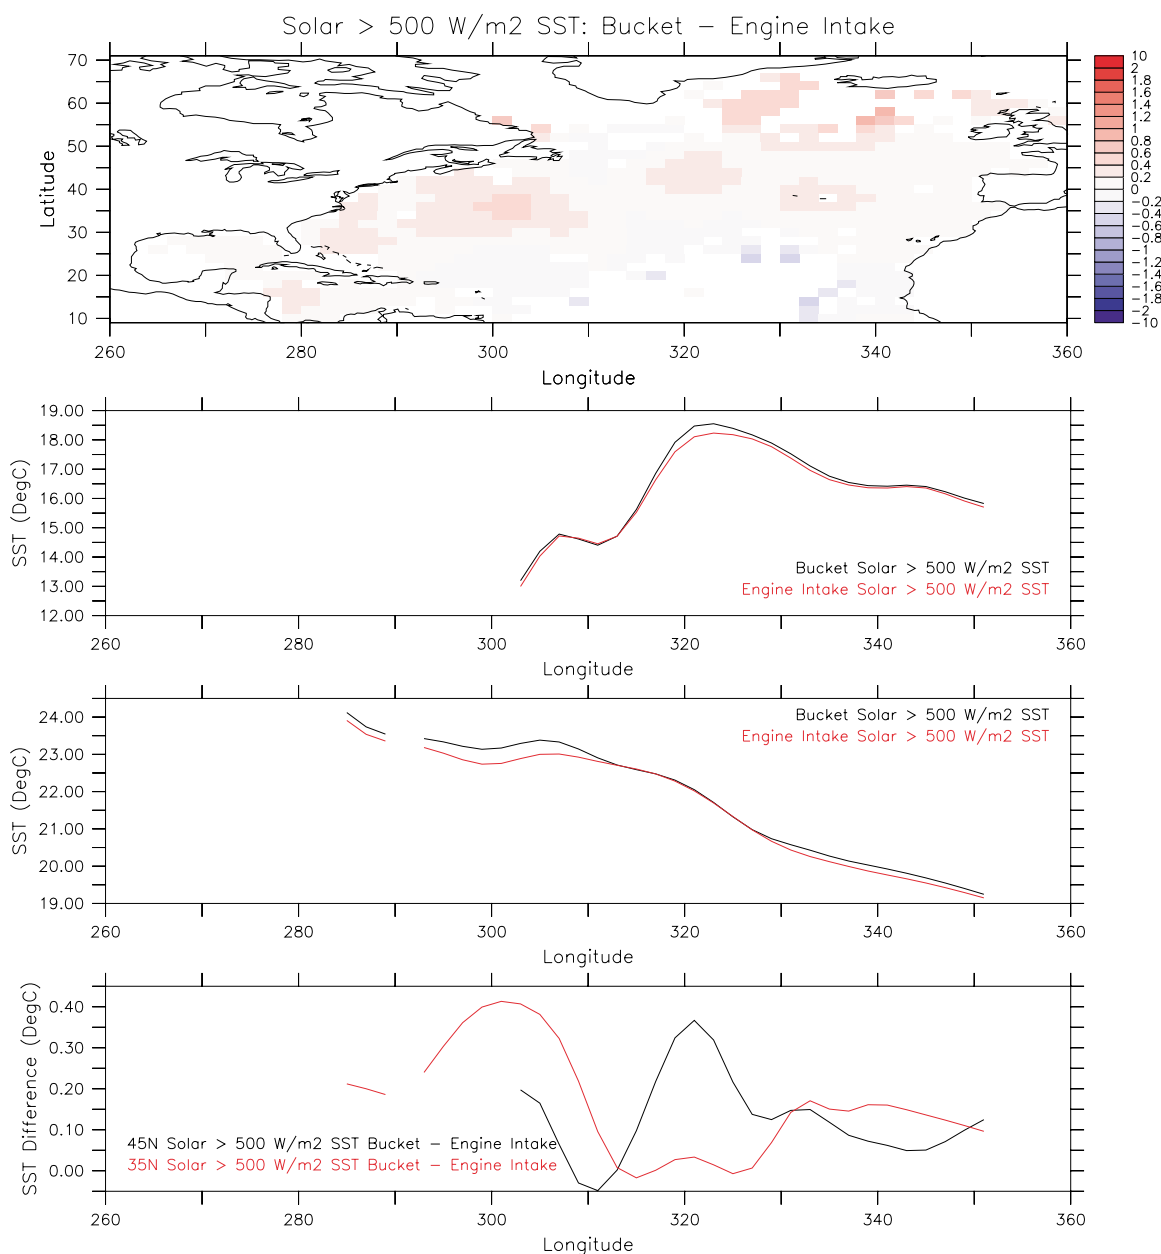 Solar > 500 W/m2 SST: Bucket − Engine Intake
70
60
50
40
30
20
10
Latitude
260 280 300 320 340 360
Longitude
10
2
1.8
1.6
1.4
1.2
1
0.8
0.6
0.4
0.2
0
−0.2
−0.4
−0.6
−0.8
−1
−1.2
−1.4
−1.6
−1.8
−2
−10
19.00
18.00
17.00
16.00
15.00
14.00
13.00
12.00
SST (DegC)
Bucket Solar > 500 W/m2 SST
Engine Intake Solar > 500 W/m2 SST
260 280 300 320 340 360
Longitude
24.00
23.00
22.00
21.00
20.00
19.00
SST (DegC)
Bucket Solar > 500 W/m2 SST
Engine Intake Solar > 500 W/m2 SST
260 280 300 320 340 360
Longitude
0.40
0.30
0.20
0.10
0.00
SST Difference (DegC)
45N Solar > 500 W/m2 SST Bucket − Engine Intake
35N Solar > 500 W/m2 SST Bucket − Engine Intake
260 280 300 320 340 360
Longitude